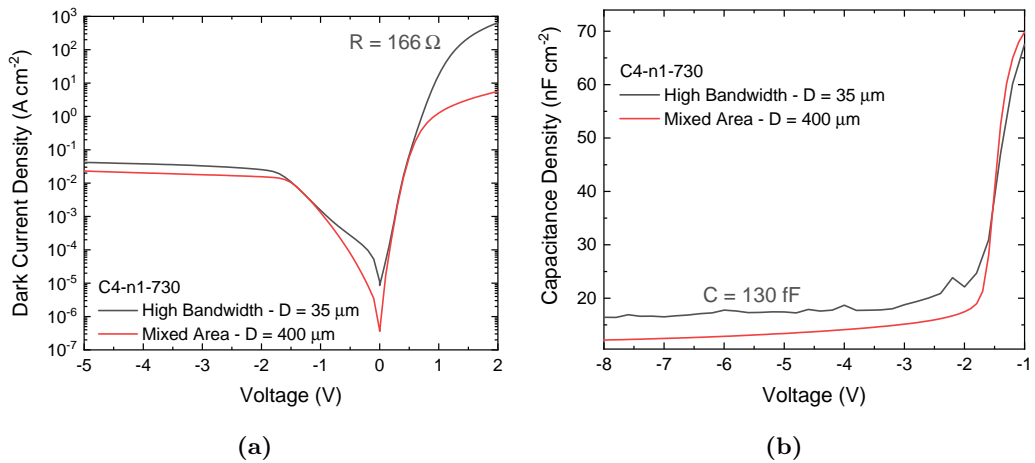 10^3
10^2
10^1
10^0
10^-1
10^-2
10^-3
10^-4
10^-5
10^-6
10^-7
Dark Current Density (A cm^-2)
R = 166 Ω
C4-n1-730
High Bandwidth - D = 35 μm
Mixed Area - D = 400 μm
-5 -4 -3 -2 -1 0 1 2
Voltage (V)
(a)
70
60
50
40
30
20
Capacitance Density (nF cm^-2)
C4-n1-730
High Bandwidth - D = 35 μm
Mixed Area - D = 400 μm
C = 130 fF
-8 -7 -6 -5 -4 -3 -2 -1
Voltage (V)
(b)